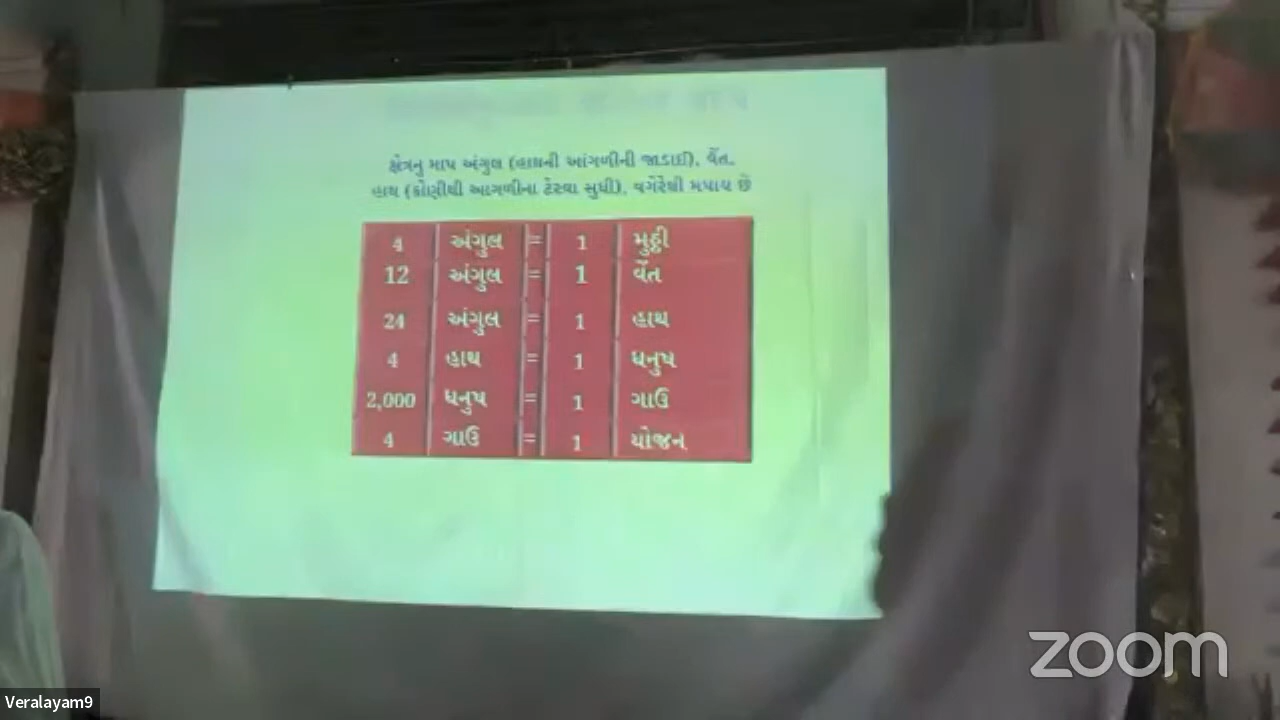 ક્ષેત્રનુ માપ અંગુલ (હાથની આંગળીની જાડાઈ), વેંત,
હાથ (કોણીથી આગળીના ટેરવા સુધી), વગેરેથી મપાય છે
4 અંગુલ = 1 મુઠ્ઠી
12 અંગુલ = 1 વેંત
24 અંગુલ = 1 હાથ
4 હાથ = 1 ધનુષ
2,000 ધનુષ = 1 ગાઉ
4 ગાઉ = 1 યોજન
zoom
Veralayam9